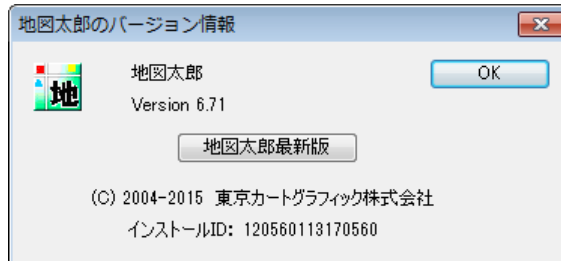 地図太郎のバージョン情報
地
地図太郎
OK
Version 6.71
地図太郎最新版
(C) 2004-2015 東京カートグラフィック株式会社
インストールID: 120560113170560